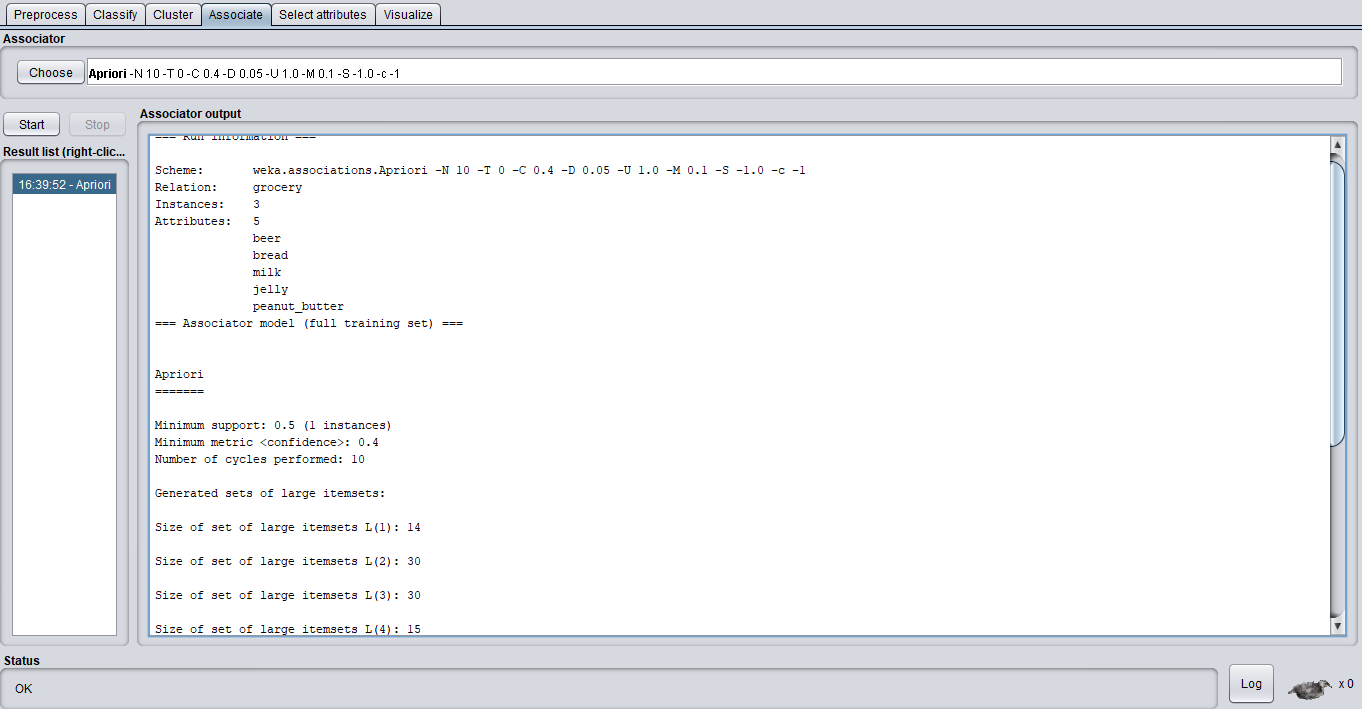 Preprocess Classify Cluster Associate Select attributes Visualize
Associator
Choose Apriori -N 10 -T 0 -C 0.4 -D 0.05 -U 1.0 -M 0.1 -S -1.0 -c -1
Start Stop
Result list (right-clic...
16:39:52 - Apriori
Associator output
=== Run information ===
Scheme: weka.associations.Apriori -N 10 -T 0 -C 0.4 -D 0.05 -U 1.0 -M 0.1 -S -1.0 -c -1
Relation: grocery
Instances: 3
Attributes: 5
beer
bread
milk
jelly
peanut_butter
=== Associator model (full training set) ===
Apriori
=======
Minimum support: 0.5 (1 instances)
Minimum metric <confidence>: 0.4
Number of cycles performed: 10
Generated sets of large itemsets:
Size of set of large itemsets L(1): 14
Size of set of large itemsets L(2): 30
Size of set of large itemsets L(3): 30
Size of set of large itemsets L(4): 15
Status
OK
Log
x 0